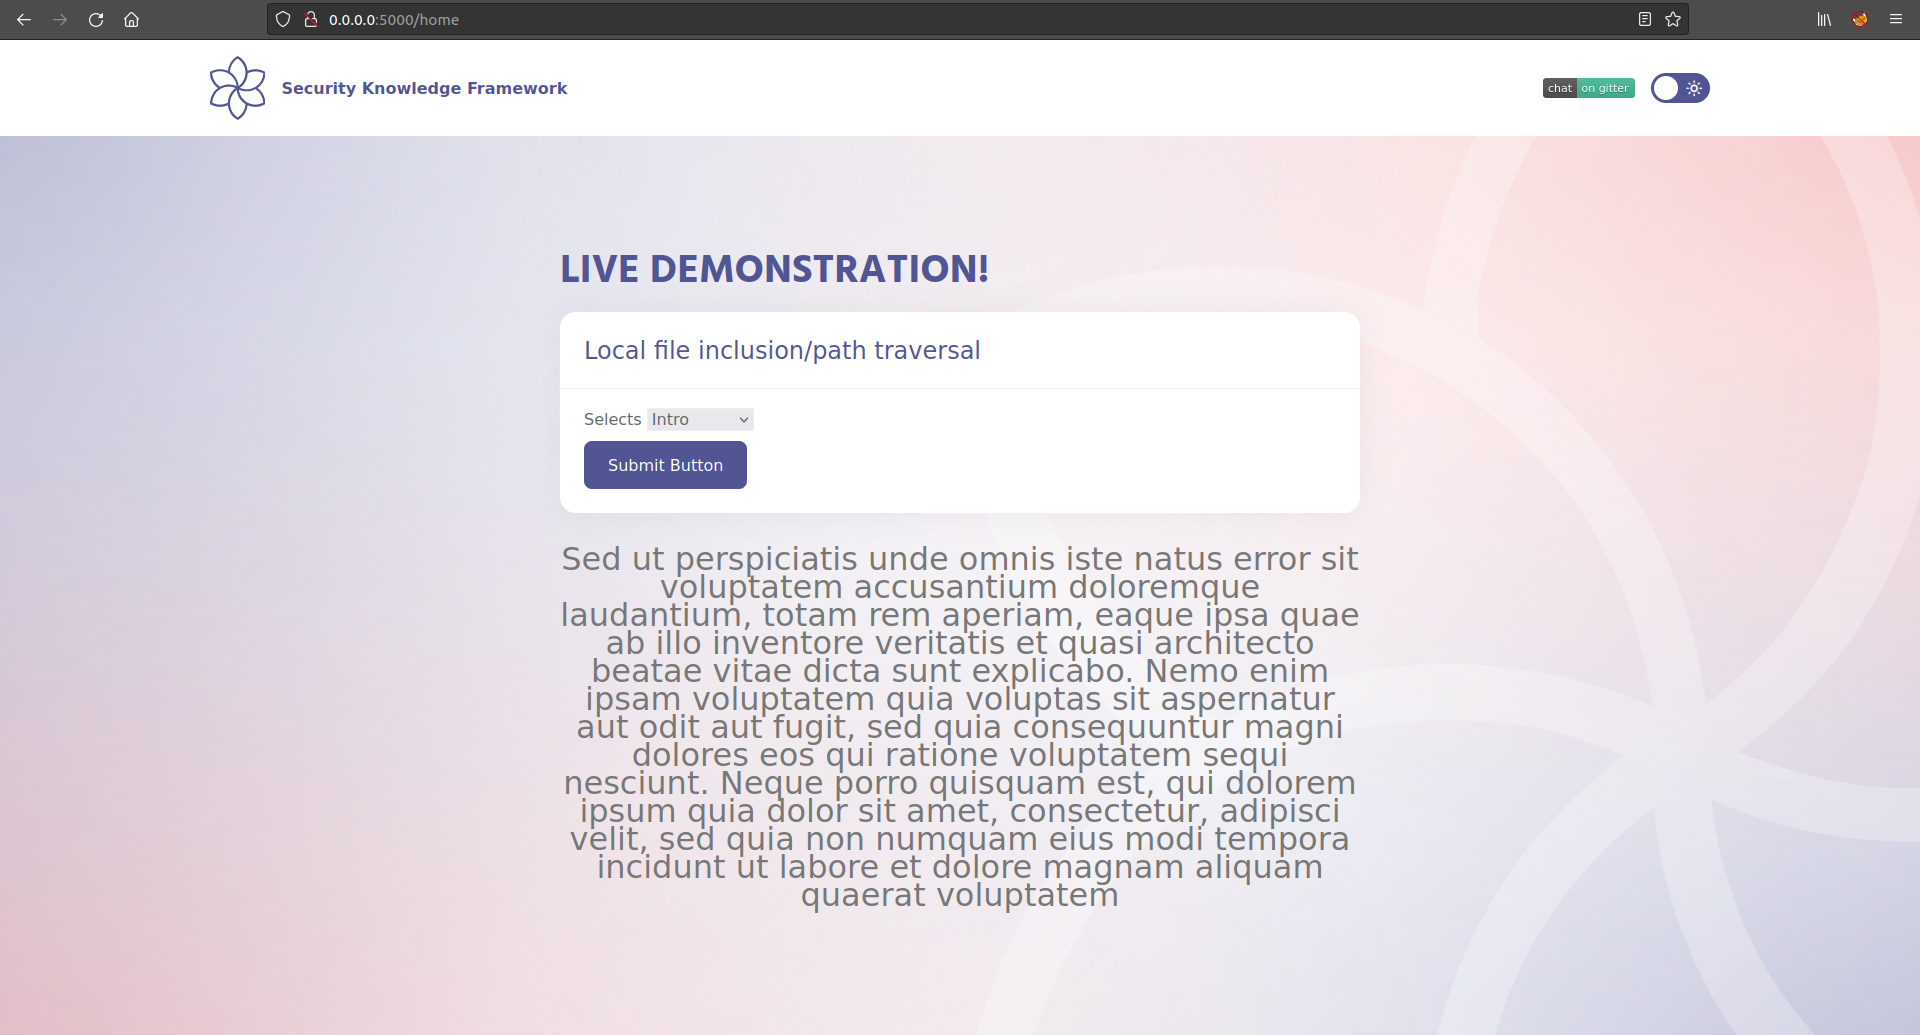 0.0.0.0:5000/home
Security Knowledge Framework
chat on gitter
LIVE DEMONSTRATION!
Local file inclusion/path traversal
Selects Intro
Submit Button
Sed ut perspiciatis unde omnis iste natus error sit
voluptatem accusantium doloremque
laudantium, totam rem aperiam, eaque ipsa quae
ab illo inventore veritatis et quasi architecto
beatae vitae dicta sunt explicabo. Nemo enim
ipsam voluptatem quia voluptas sit aspernatur
aut odit aut fugit, sed quia consequuntur magni
dolores eos qui ratione voluptatem sequi
nesciunt. Neque porro quisquam est, qui dolorem
ipsum quia dolor sit amet, consectetur, adipisci
velit, sed quia non numquam eius modi tempora
incidunt ut labore et dolore magnam aliquam
quaerat voluptatem